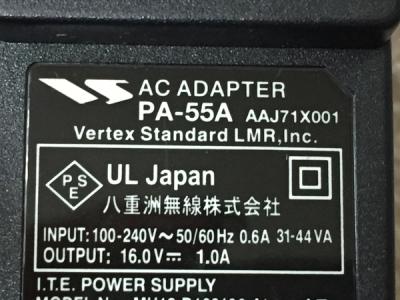 AC ADAPTER
PA-55A AAJ71X001
Vertex Standard LMR,Inc.
PSE
UL Japan
八重洲無線株式会社
INPUT: 100-240V～50/60Hz 0.6A 31-44VA
OUTPUT: 16.0V⎓ 1.0A
I.T.E. POWER SUPPLY